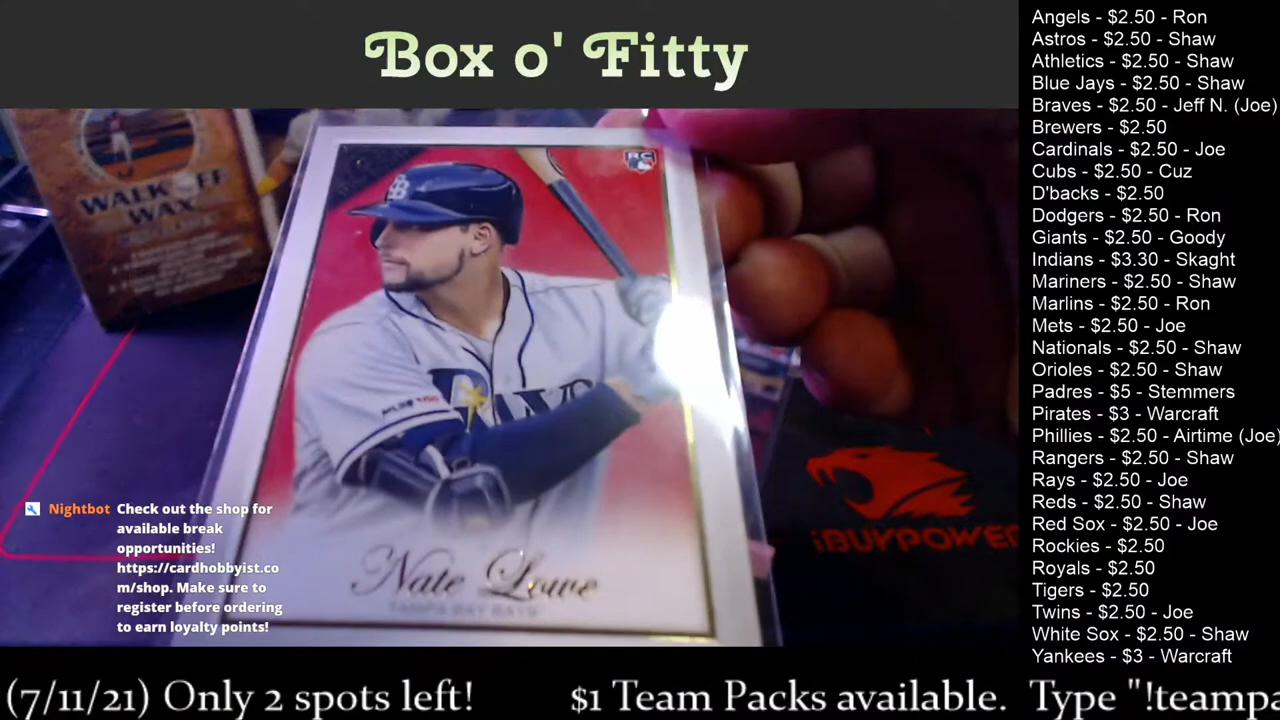 Box o' Fitty
WALK OFF
WAX
RC
RAYS
Nate Lowe
TAMPA BAY RAYS
iBUYPOWER
Nightbot Check out the shop for
available break
opportunities!
https://cardhobbyist.co
m/shop. Make sure to
register before ordering
to earn loyalty points!
Angels - $2.50 - Ron
Astros - $2.50 - Shaw
Athletics - $2.50 - Shaw
Blue Jays - $2.50 - Shaw
Braves - $2.50 - Jeff N. (Joe)
Brewers - $2.50
Cardinals - $2.50 - Joe
Cubs - $2.50 - Cuz
D'backs - $2.50
Dodgers - $2.50 - Ron
Giants - $2.50 - Goody
Indians - $3.30 - Skaght
Mariners - $2.50 - Shaw
Marlins - $2.50 - Ron
Mets - $2.50 - Joe
Nationals - $2.50 - Shaw
Orioles - $2.50 - Shaw
Padres - $5 - Stemmers
Pirates - $3 - Warcraft
Phillies - $2.50 - Airtime (Joe)
Rangers - $2.50 - Shaw
Rays - $2.50 - Joe
Reds - $2.50 - Shaw
Red Sox - $2.50 - Joe
Rockies - $2.50
Royals - $2.50
Tigers - $2.50
Twins - $2.50 - Joe
White Sox - $2.50 - Shaw
Yankees - $3 - Warcraft
(7/11/21) Only 2 spots left! $1 Team Packs available. Type "!teampa